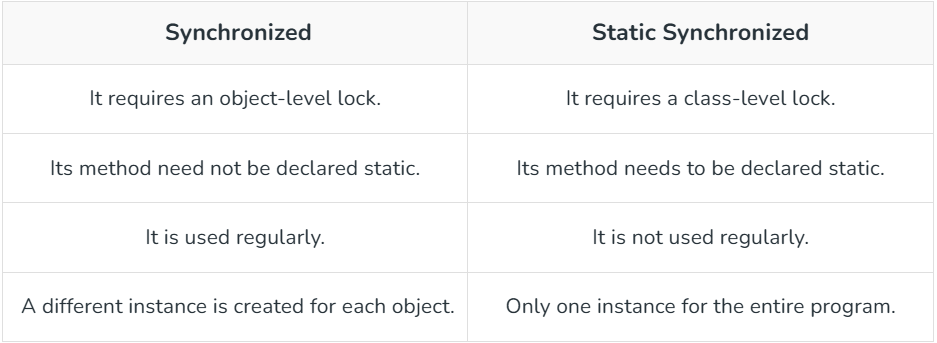 Synchronized
Static Synchronized
It requires an object-level lock.
It requires a class-level lock.
Its method need not be declared static.
Its method needs to be declared static.
It is used regularly.
It is not used regularly.
A different instance is created for each object.
Only one instance for the entire program.